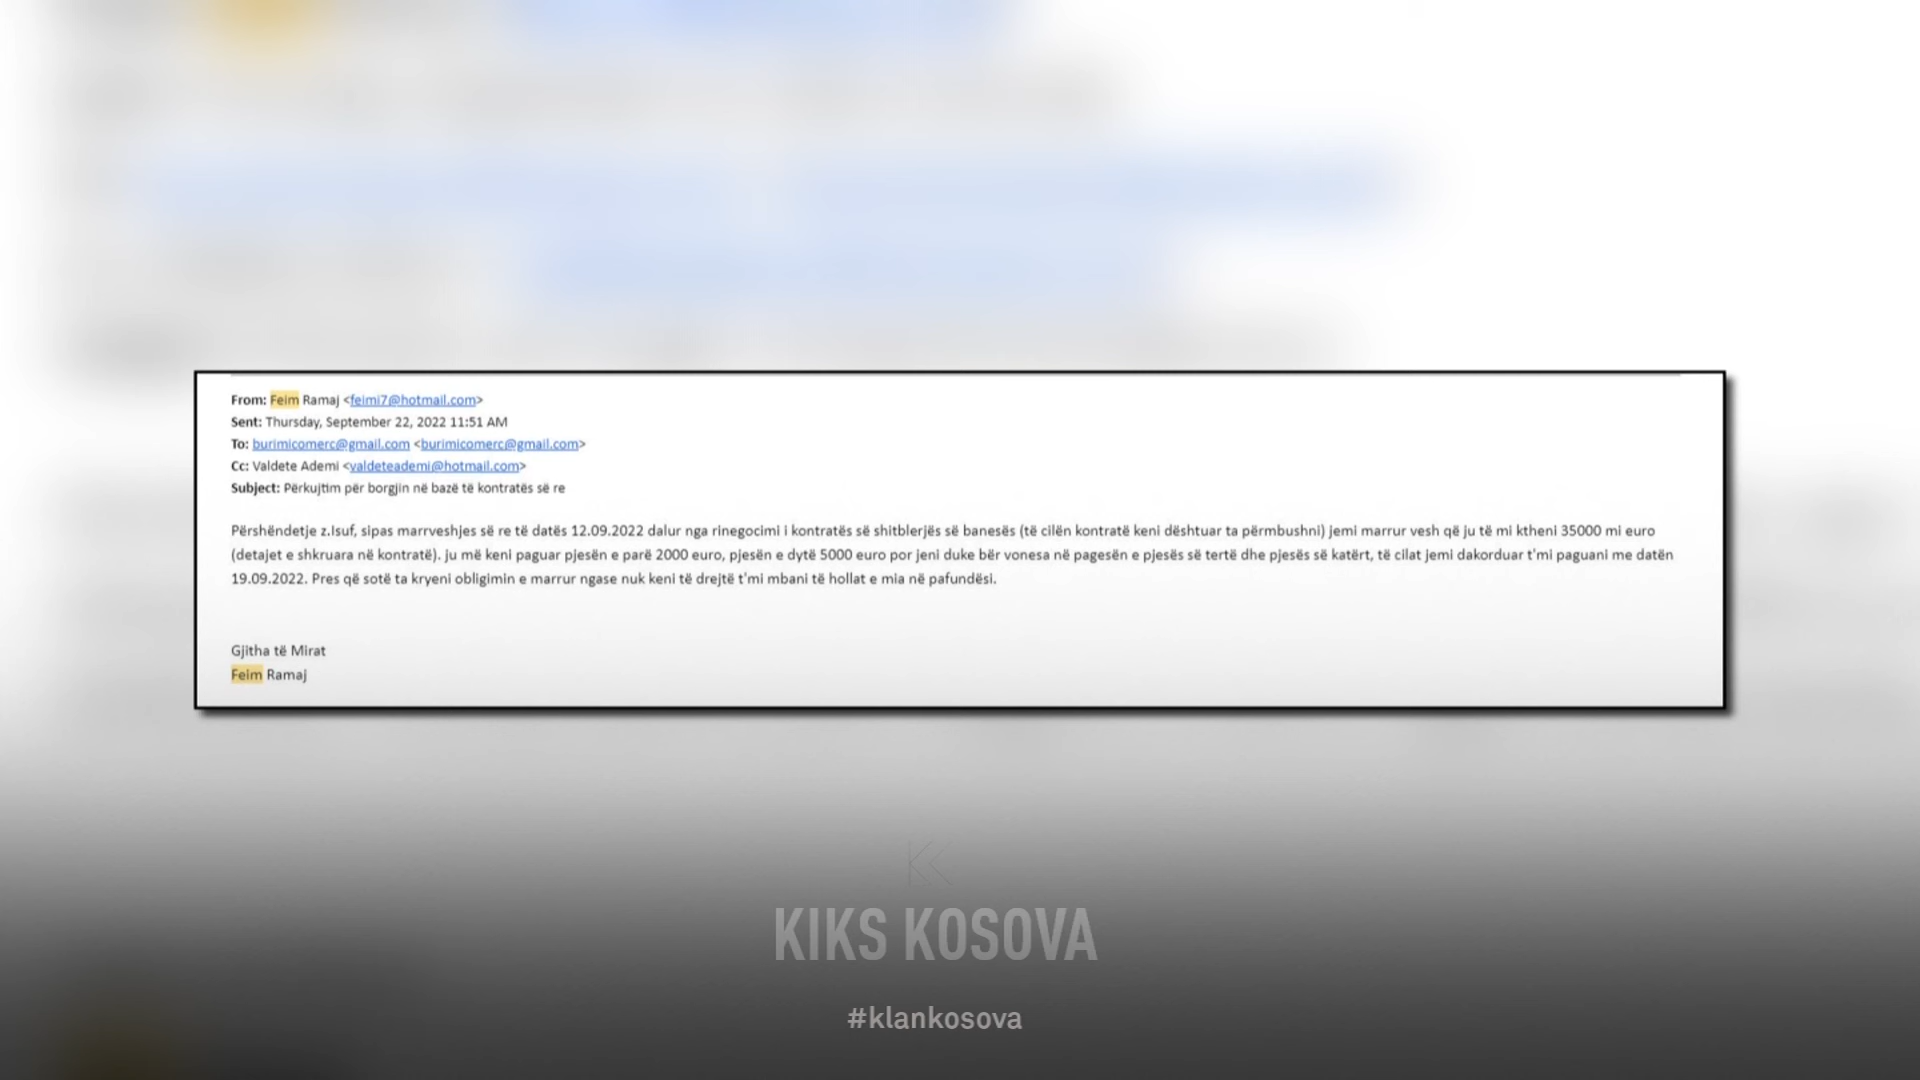 From: Feim Ramaj <feimi7@hotmail.com>
Sent: Thursday, September 22, 2022 11:51 AM
To: burimicomerc@gmail.com <burimicomerc@gmail.com>
Cc: Valdete Ademi <valdeteademi@hotmail.com>
Subject: Përkujtim për borgjin në bazë të kontratës së re
Përshëndetje z.Isuf, sipas marrveshjes së re të datës 12.09.2022 dalur nga rinegocimi i kontratës së shitblerjës së banesës (të cilën kontratë keni dështuar ta përmbushni) jemi marrur vesh që ju të mi ktheni 35000 mi euro
(detajet e shkruara në kontratë). ju më keni paguar pjesën e parë 2000 euro, pjesën e dytë 5000 euro por jeni duke bër vonesa në pagesën e pjesës së tertë dhe pjesës së katërt, të cilat jemi dakorduar t'mi paguani me datën
19.09.2022. Pres që sotë ta kryeni obligimin e marrur ngase nuk keni të drejtë t'mi mbani të hollat e mia në pafundësi.
Gjitha të Mirat
Feim Ramaj
KIKS KOSOVA
#klankosova